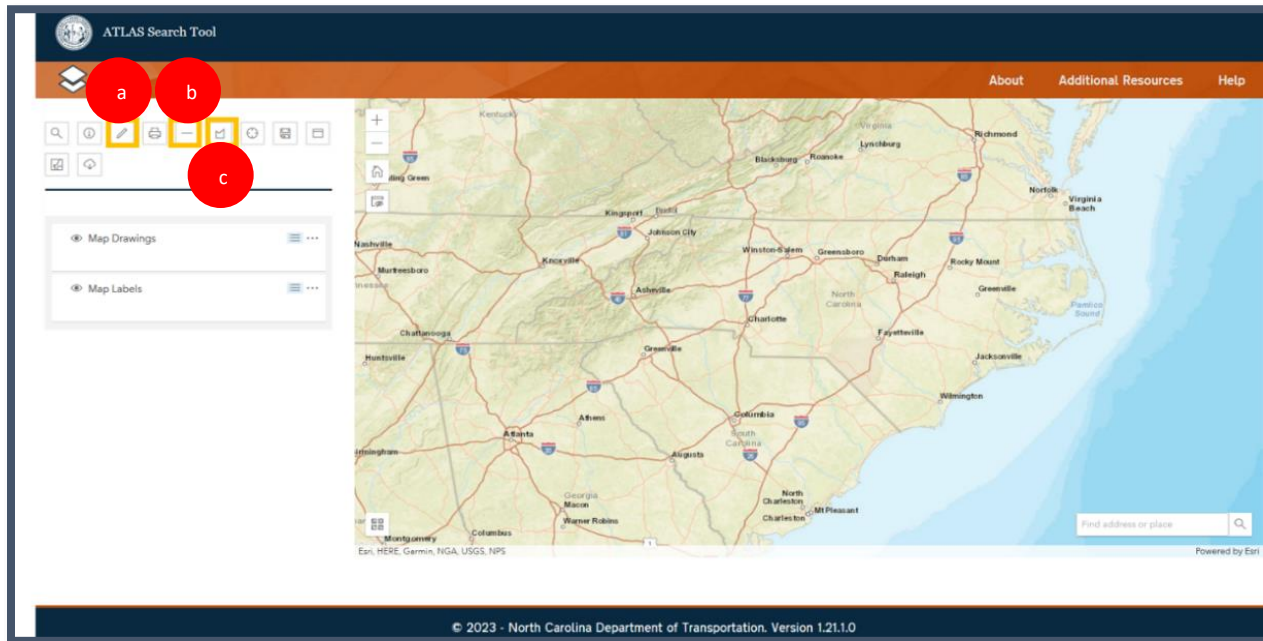 ATLAS Search Tool
a
b
About
Additional Resources
Help
c
Map Drawings
Map Labels
Kentucky
Virginia
Richmond
Lynchburg
Blacksburg
Roanoke
Norfolk
Virginia
Beach
Kingsport
Bristol
Johnson City
Nashville
Winston-Salem
Greensboro
Durham
Rocky Mount
Murfreesboro
Knoxville
Raleigh
Asheville
North
Carolina
Greenville
Pamlico
Sound
Charlotte
Chattanooga
Fayetteville
Huntsville
Greenville
Jacksonville
Wilmington
Athens
Columbia
Atlanta
South
Carolina
Augusta
Georgia
Macon
North
Charleston
Mt Pleasant
Warner Robins
Charleston
Columbus
Montgomery
1
Find address or place
Esri, HERE, Garmin, NGA, USGS, NPS
Powered by Esri
© 2023 - North Carolina Department of Transportation. Version 1.21.1.0